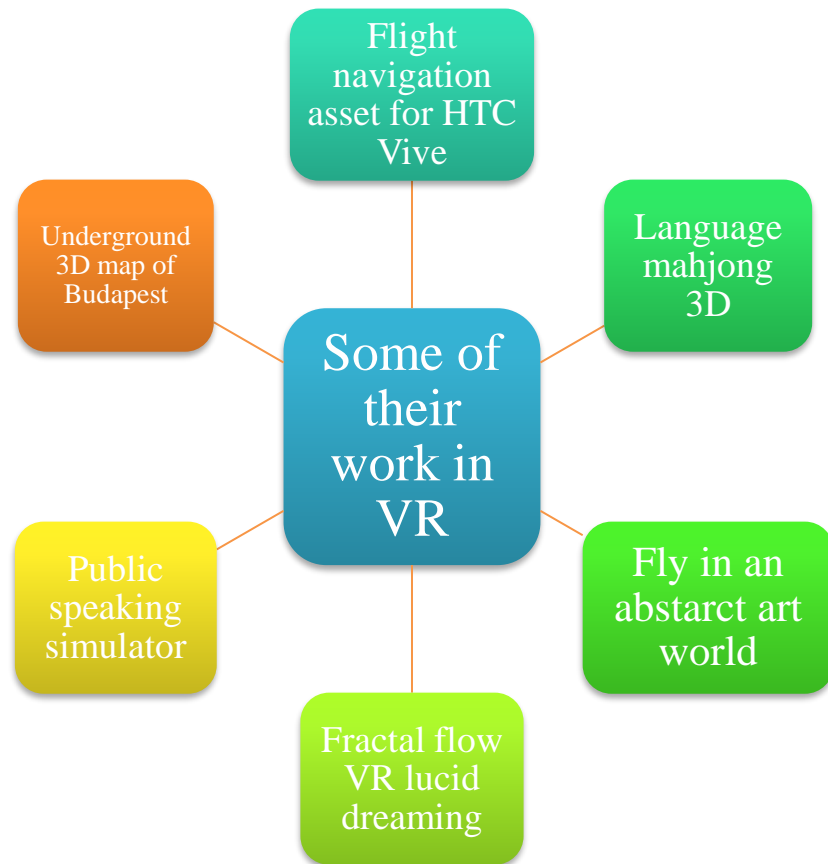 Flight
navigation
asset for HTC
Vive
Underground
3D map of
Budapest
Language
mahjong
3D
Some of
their
work in
VR
Public
speaking
simulator
Fly in an
abstarct art
world
Fractal flow
VR lucid
dreaming